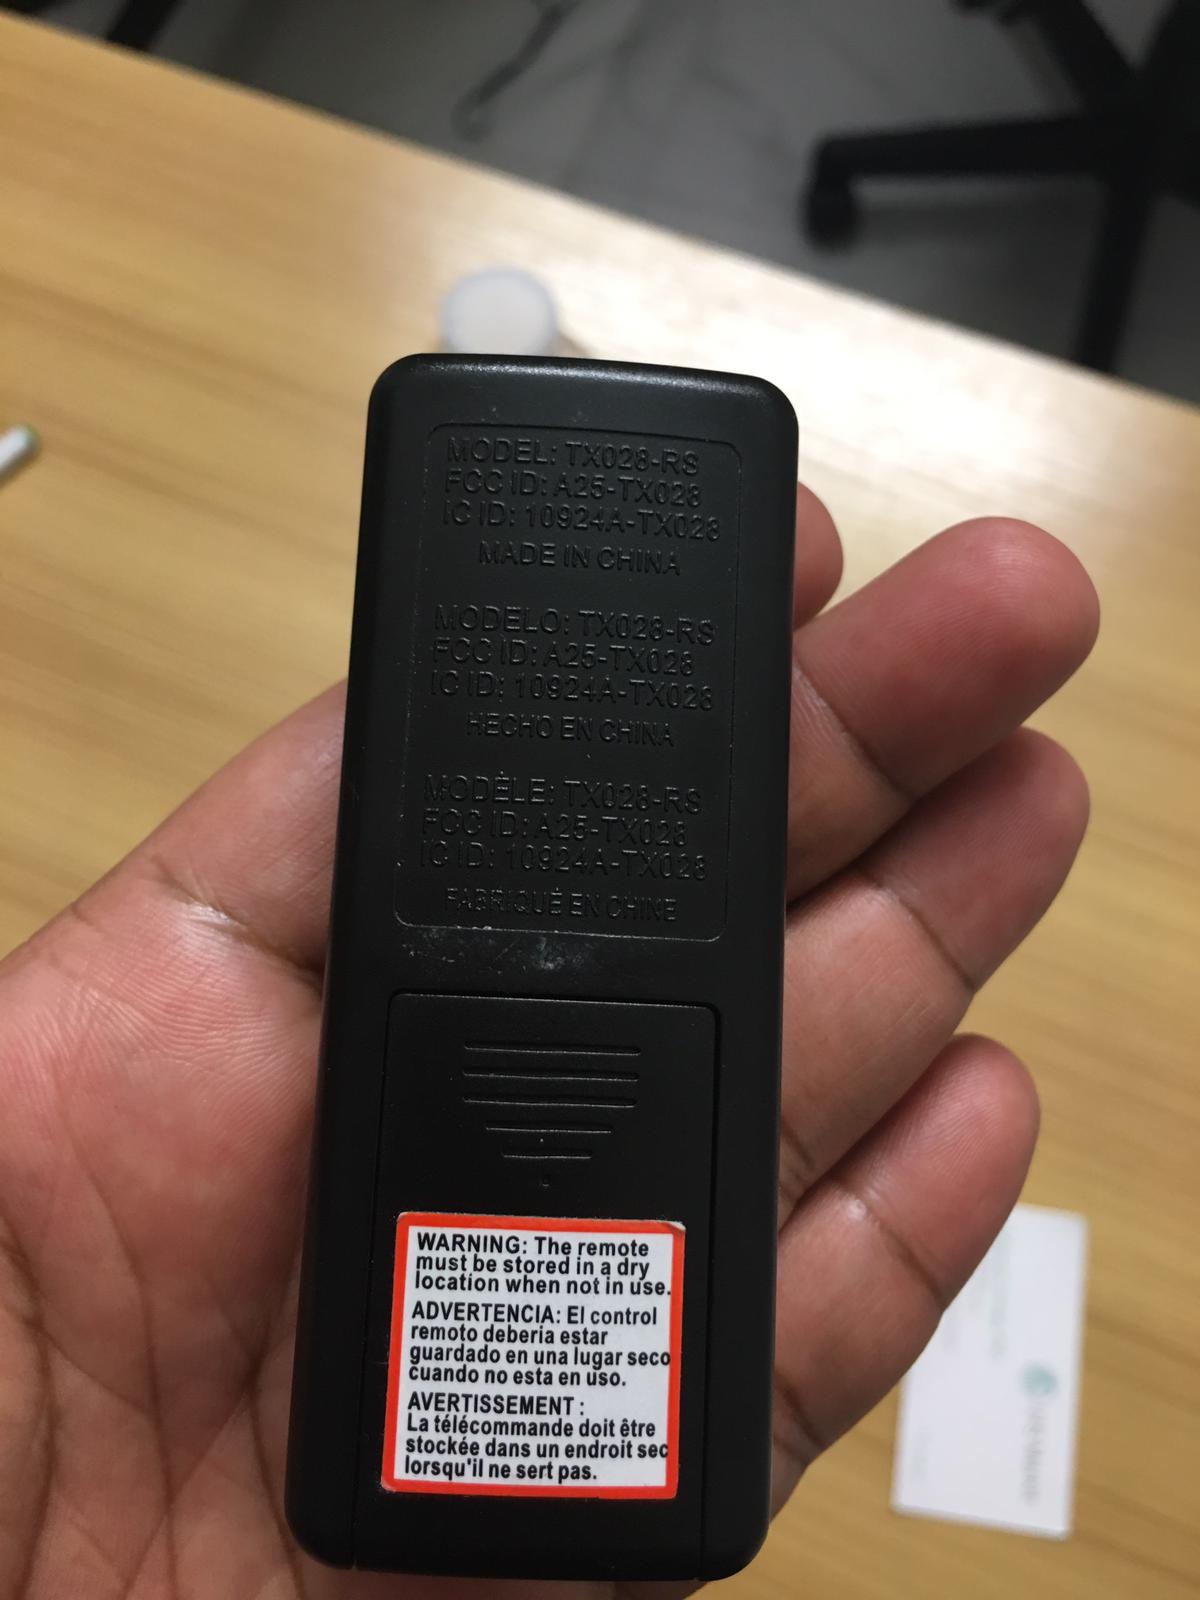 MODEL: TX028-RS
FCC ID: A25-TX028
IC ID: 10924A-TX028
MADE IN CHINA
MODELO: TX028-RS
FCC ID: A25-TX028
IC ID: 10924A-TX028
HECHO EN CHINA
MODÈLE: TX028-RS
FCC ID: A25-TX028
IC ID: 10924A-TX028
FABRIQUÉ EN CHINE
WARNING: The remote
must be stored in a dry
location when not in use.
ADVERTENCIA: El control
remoto deberia estar
guardado en una lugar seco
cuando no esta en uso.
AVERTISSEMENT :
La télécommande doit être
stockée dans un endroit sec
lorsqu'il ne sert pas.